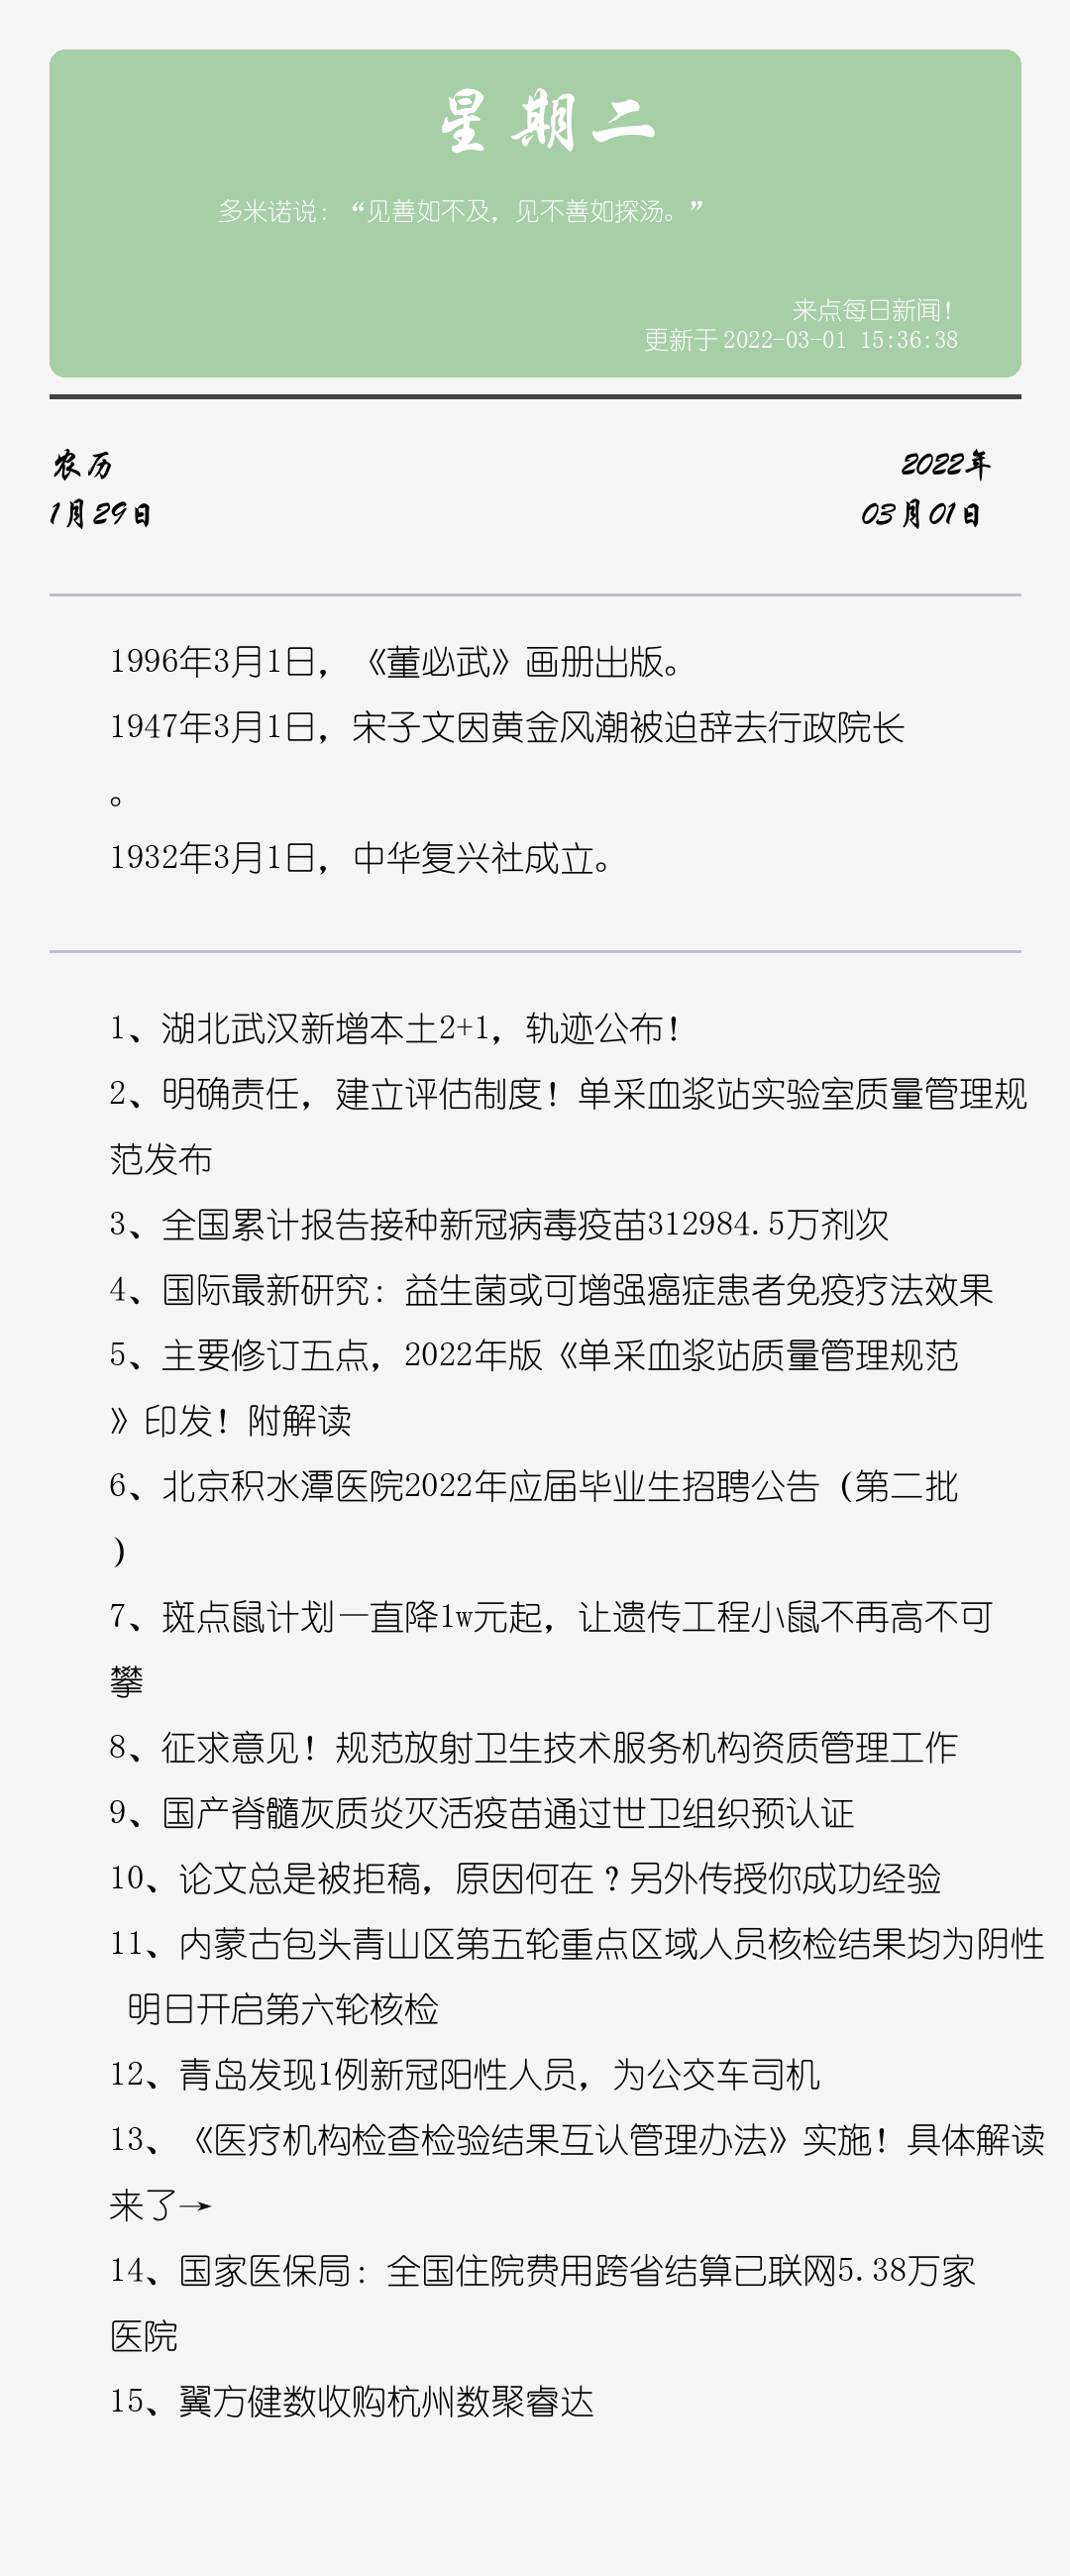 星期二
多米诺说：“见善如不及，见不善如探汤。”
来点每日新闻！
更新于 2022-03-01 15:36:38
农历
2022年
1月29日
03月01日
1996年3月1日，《董必武》画册出版。
1947年3月1日，宋子文因黄金风潮被迫辞去行政院长
。
1932年3月1日，中华复兴社成立。
1、湖北武汉新增本土2+1，轨迹公布！
2、明确责任，建立评估制度！单采血浆站实验室质量管理规
范发布
3、全国累计报告接种新冠病毒疫苗312984.5万剂次
4、国际最新研究：益生菌或可增强癌症患者免疫疗法效果
5、主要修订五点，2022年版《单采血浆站质量管理规范
》印发！附解读
6、北京积水潭医院2022年应届毕业生招聘公告（第二批
）
7、斑点鼠计划一直降1w元起，让遗传工程小鼠不再高不可
攀
8、征求意见！规范放射卫生技术服务机构资质管理工作
9、国产脊髓灰质炎灭活疫苗通过世卫组织预认证
10、论文总是被拒稿，原因何在？另外传授你成功经验
11、内蒙古包头青山区第五轮重点区域人员核检结果均为阴性
明日开启第六轮核检
12、青岛发现1例新冠阳性人员，为公交车司机
13、《医疗机构检查检验结果互认管理办法》实施！具体解读
来了→
14、国家医保局：全国住院费用跨省结算已联网5.38万家
医院
15、翼方健数收购杭州数聚睿达